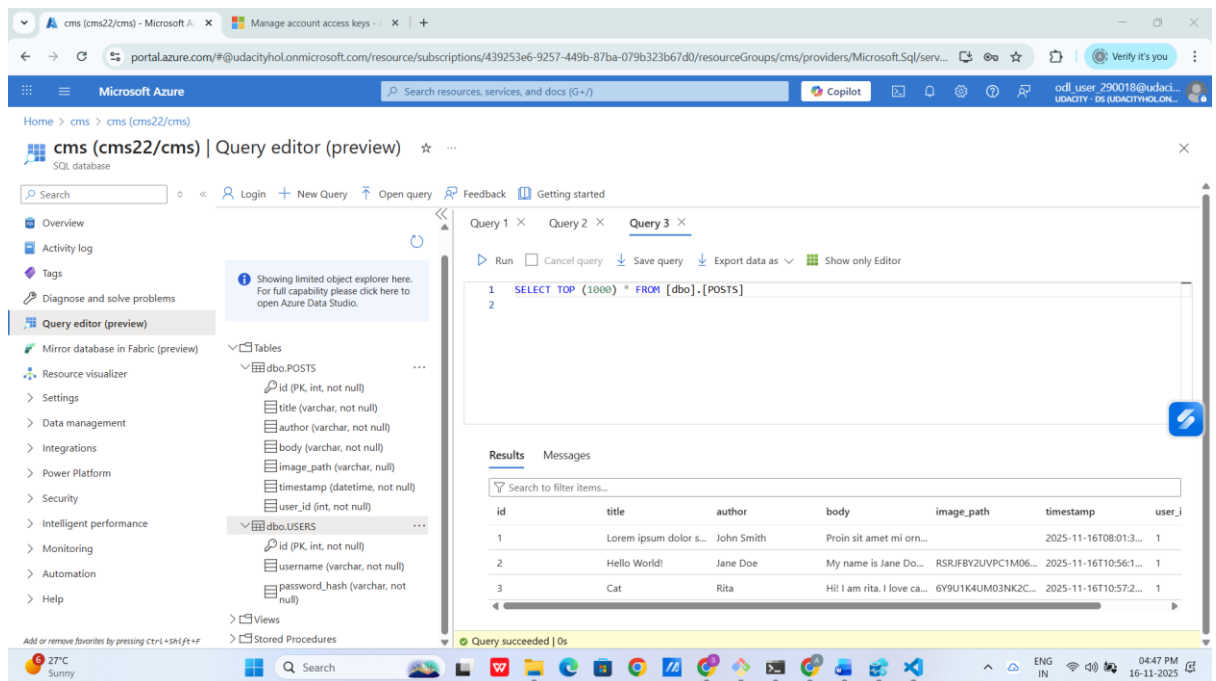 cms (cms22/cms) - Microsoft A
Manage account access keys -
portal.azure.com/#@udacityhol.onmicrosoft.com/resource/subscriptions/439253e6-9257-449b-87ba-079b323b67d0/resourceGroups/cms/providers/Microsoft.Sql/serv...
Verify it's you
Microsoft Azure
Search resources, services, and docs (G+/)
Copilot
odl_user_290018@udaci...
UDACITY - DS (UDACITYHOL.ON...
Home > cms > cms (cms22/cms)
cms (cms22/cms) | Query editor (preview)
SQL database
Search
Login
New Query
Open query
Feedback
Getting started
Overview
Activity log
Tags
Diagnose and solve problems
Query editor (preview)
Mirror database in Fabric (preview)
Resource visualizer
Settings
Data management
Integrations
Power Platform
Security
Intelligent performance
Monitoring
Automation
Help
Add or remove favorites by pressing Ctrl+Shift+F
Showing limited object explorer here.
For full capability please click here to
open Azure Data Studio.
Tables
dbo.POSTS
id (PK, int, not null)
title (varchar, not null)
author (varchar, not null)
body (varchar, not null)
image_path (varchar, null)
timestamp (datetime, not null)
user_id (int, not null)
dbo.USERS
id (PK, int, not null)
username (varchar, not null)
password_hash (varchar, not
null)
Views
Stored Procedures
Query 1
Query 2
Query 3
Run
Cancel query
Save query
Export data as
Show only Editor
1 SELECT TOP (1000) * FROM [dbo].[POSTS]
2
Results
Messages
Search to filter items...
id title author body image_path timestamp user_i
1 Lorem ipsum dolor s... John Smith Proin sit amet mi orn... 2025-11-16T08:01:3... 1
2 Hello World! Jane Doe My name is Jane Do... RSRJFBY2UVPC1M06... 2025-11-16T10:56:1... 1
3 Cat Rita Hi! I am rita. I love ca... 6Y9U1K4UM03NK2C... 2025-11-16T10:57:2... 1
Query succeeded | 0s
6
27°C
Sunny
Search
ENG
IN
04:47 PM
16-11-2025